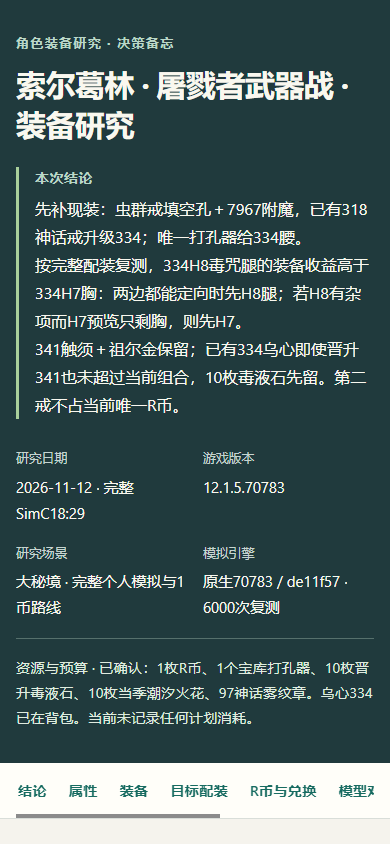 角色装备研究 · 决策备忘
索尔葛林 · 屠戮者武器战 ·
装备研究
本次结论
先补现装：虫群戒填空孔＋7967附魔，已有318
神话戒升级334；唯一打孔器给334腰。
按完整配装复测，334H8毒咒腿的装备收益高于
334H7胸：两边都能定向时先H8腿；若H8有杂
项而H7预览只剩胸，则先H7。
341触须＋祖尔金保留；已有334乌心即使晋升
341也未超过当前组合，10枚毒液石先留。第二
戒不占当前唯一R币。
研究日期
游戏版本
2026-11-12 · 完整
SimC18:29
12.1.5.70783
研究场景
模拟引擎
大秘境 · 完整个人模拟与1
币路线
原生70783 / de11f57 ·
6000次复测
资源与预算 · 已确认：1枚R币、1个宝库打孔器、10枚晋
升毒液石、10枚当季潮汐火花、97神话雾纹章。乌心334
已在背包。当前未记录任何计划消耗。
结论 属性 装备 目标配装 R币与兑换 模型